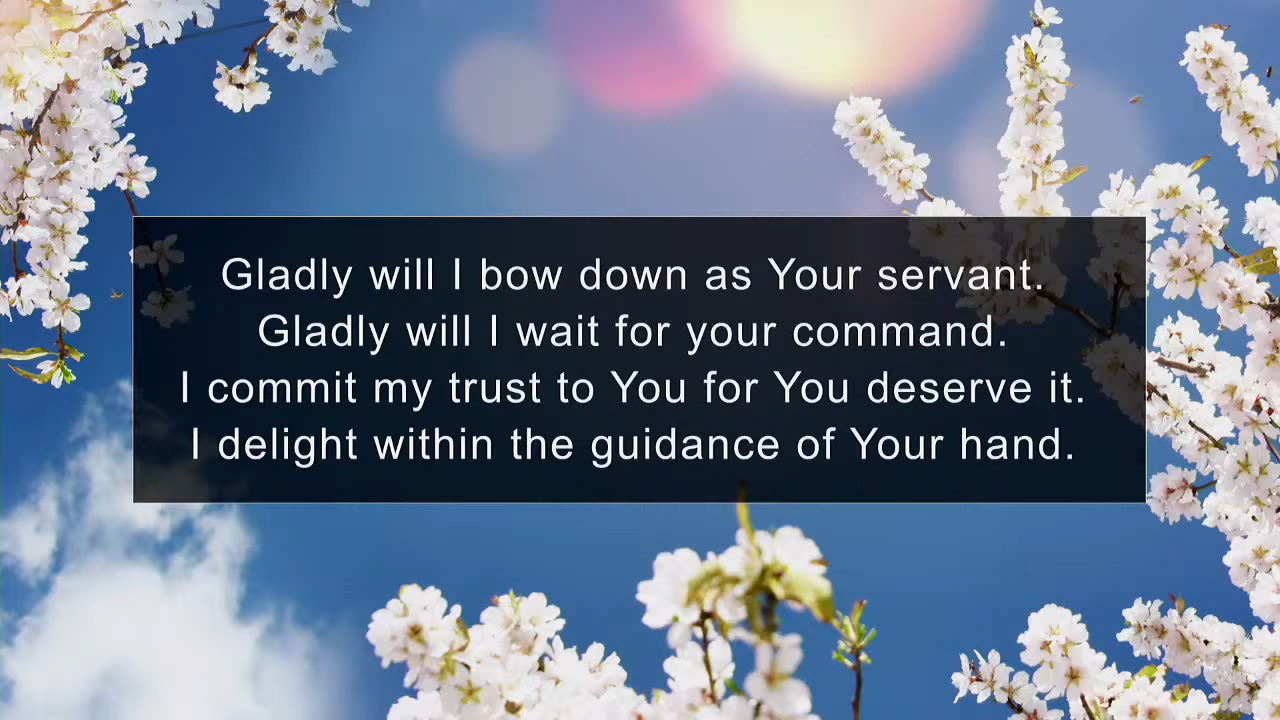 Gladly will I bow down as Your servant.
Gladly will I wait for your command.
I commit my trust to You for You deserve it.
I delight within the guidance of Your hand.